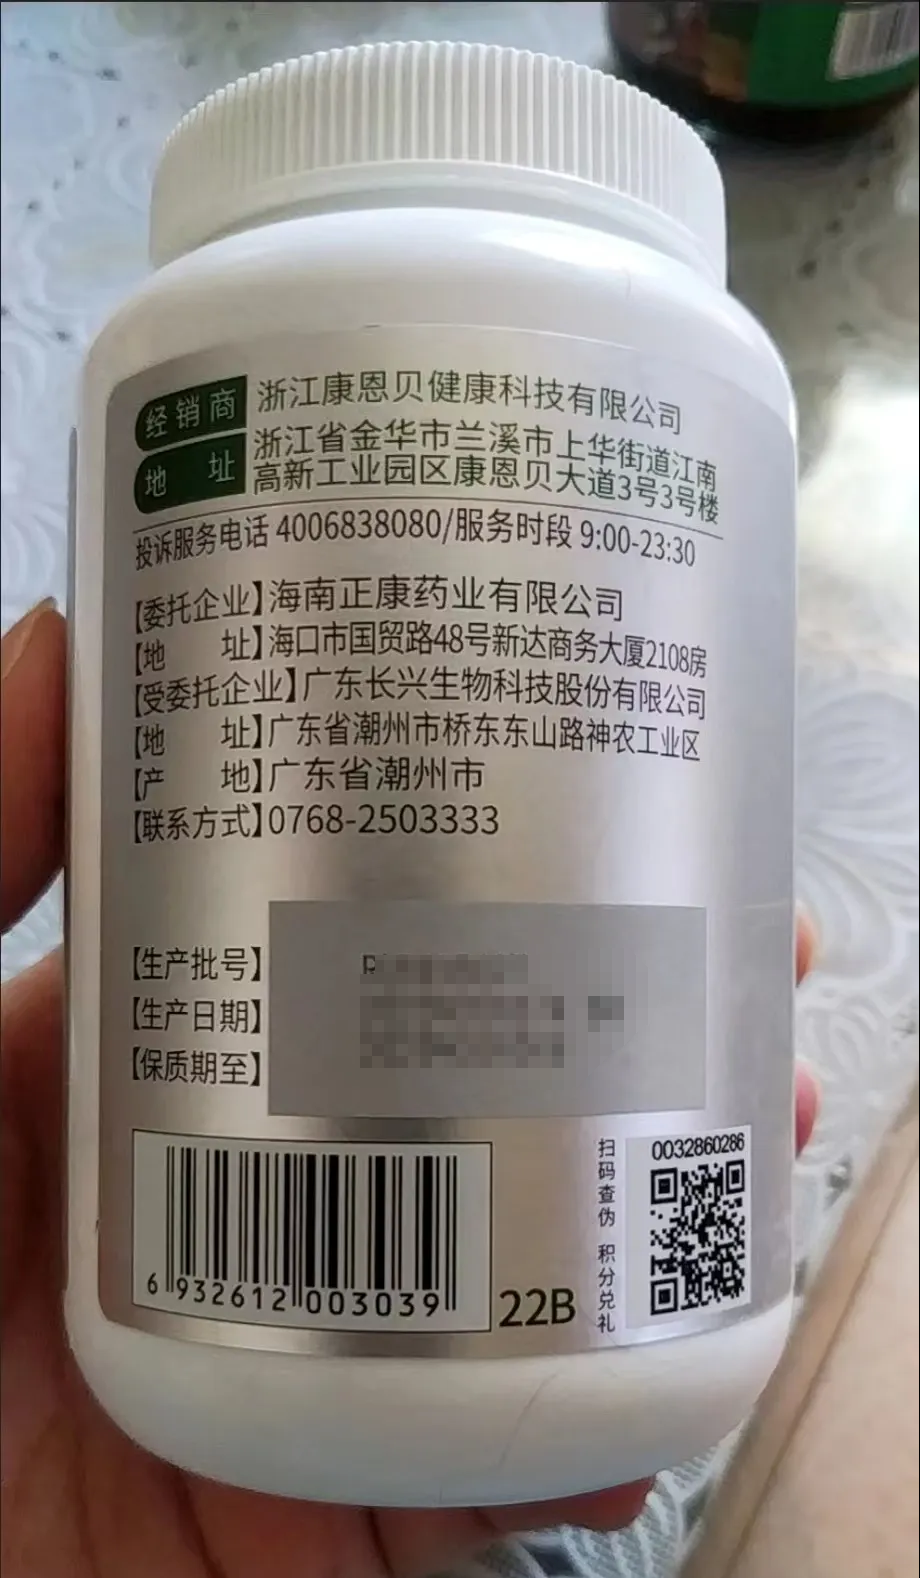 经销商 浙江康恩贝健康科技有限公司
地 址 浙江省金华市兰溪市上华街道江南
高新工业园区康恩贝大道3号3号楼
投诉服务电话 4006838080/服务时段 9:00-23:30
【委托企业】海南正康药业有限公司
【地 址】海口市国贸路48号新达商务大厦2108房
【受委托企业】广东长兴生物科技股份有限公司
【地 址】广东省潮州市桥东东山路神农工业区
【产 地】广东省潮州市
【联系方式】0768-2503333
【生产批号】
【生产日期】
【保质期至】
6 932612 003039
22B
扫码查伪 积分兑礼
0032860286